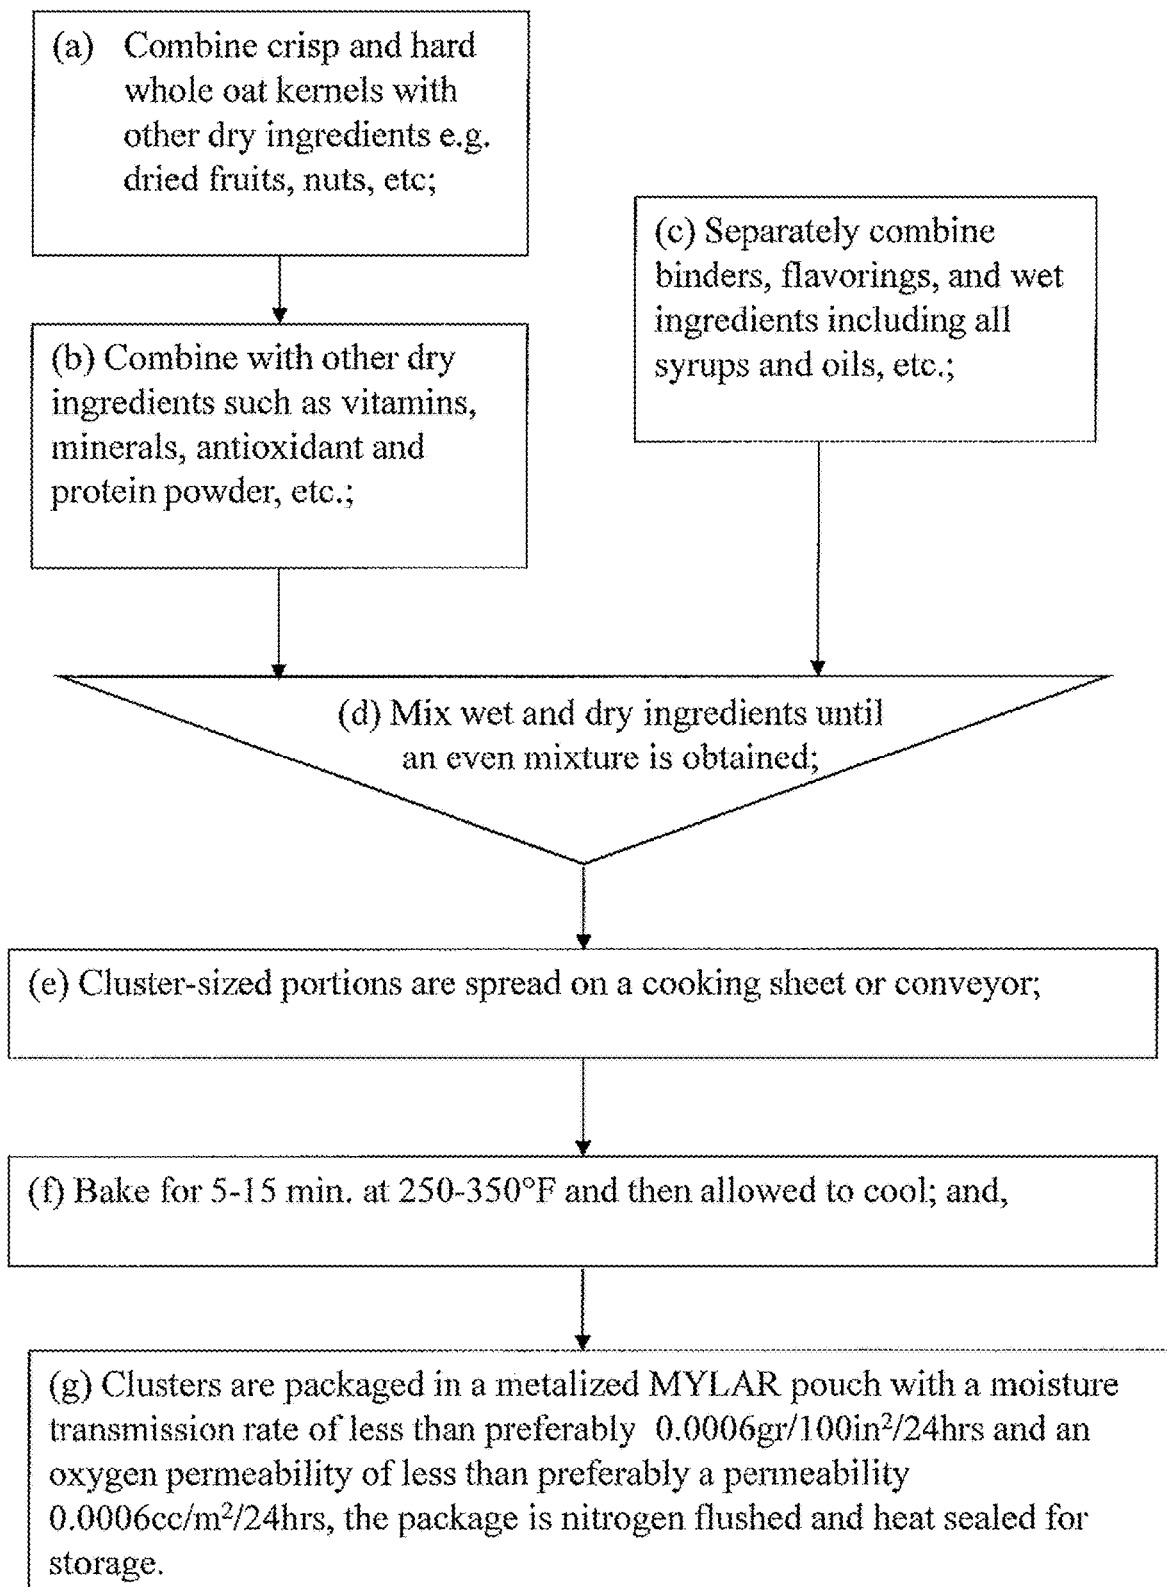 (a) Combine crisp and hard
whole oat kernels with
other dry ingredients e.g.
dried fruits, nuts, etc;
(b) Combine with other dry
ingredients such as vitamins,
minerals, antioxidant and
protein powder, etc.;
(c) Separately combine
binders, flavorings, and wet
ingredients including all
syrups and oils, etc.;
(d) Mix wet and dry ingredients until
an even mixture is obtained;
(e) Cluster-sized portions are spread on a cooking sheet or conveyor;
(f) Bake for 5-15 min. at 250-350°F and then allowed to cool; and,
(g) Clusters are packaged in a metalized MYLAR pouch with a moisture
transmission rate of less than preferably 0.0006gr/100in²/24hrs and an
oxygen permeability of less than preferably a permeability
0.0006cc/m²/24hrs, the package is nitrogen flushed and heat sealed for
storage.